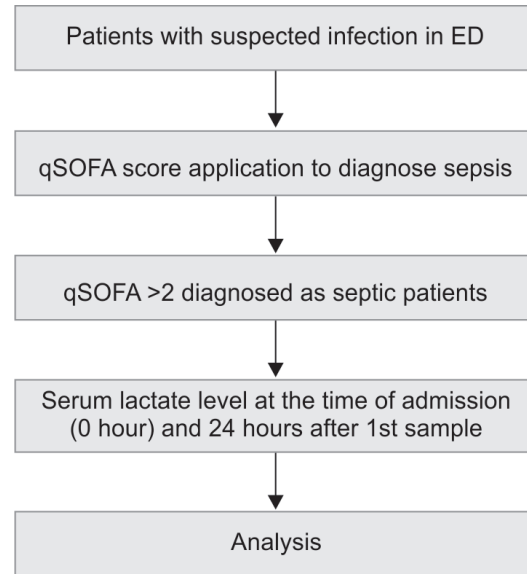 Patients with suspected infection in ED
qSOFA score application to diagnose sepsis
qSOFA >2 diagnosed as septic patients
Serum lactate level at the time of admission
(0 hour) and 24 hours after 1st sample
Analysis